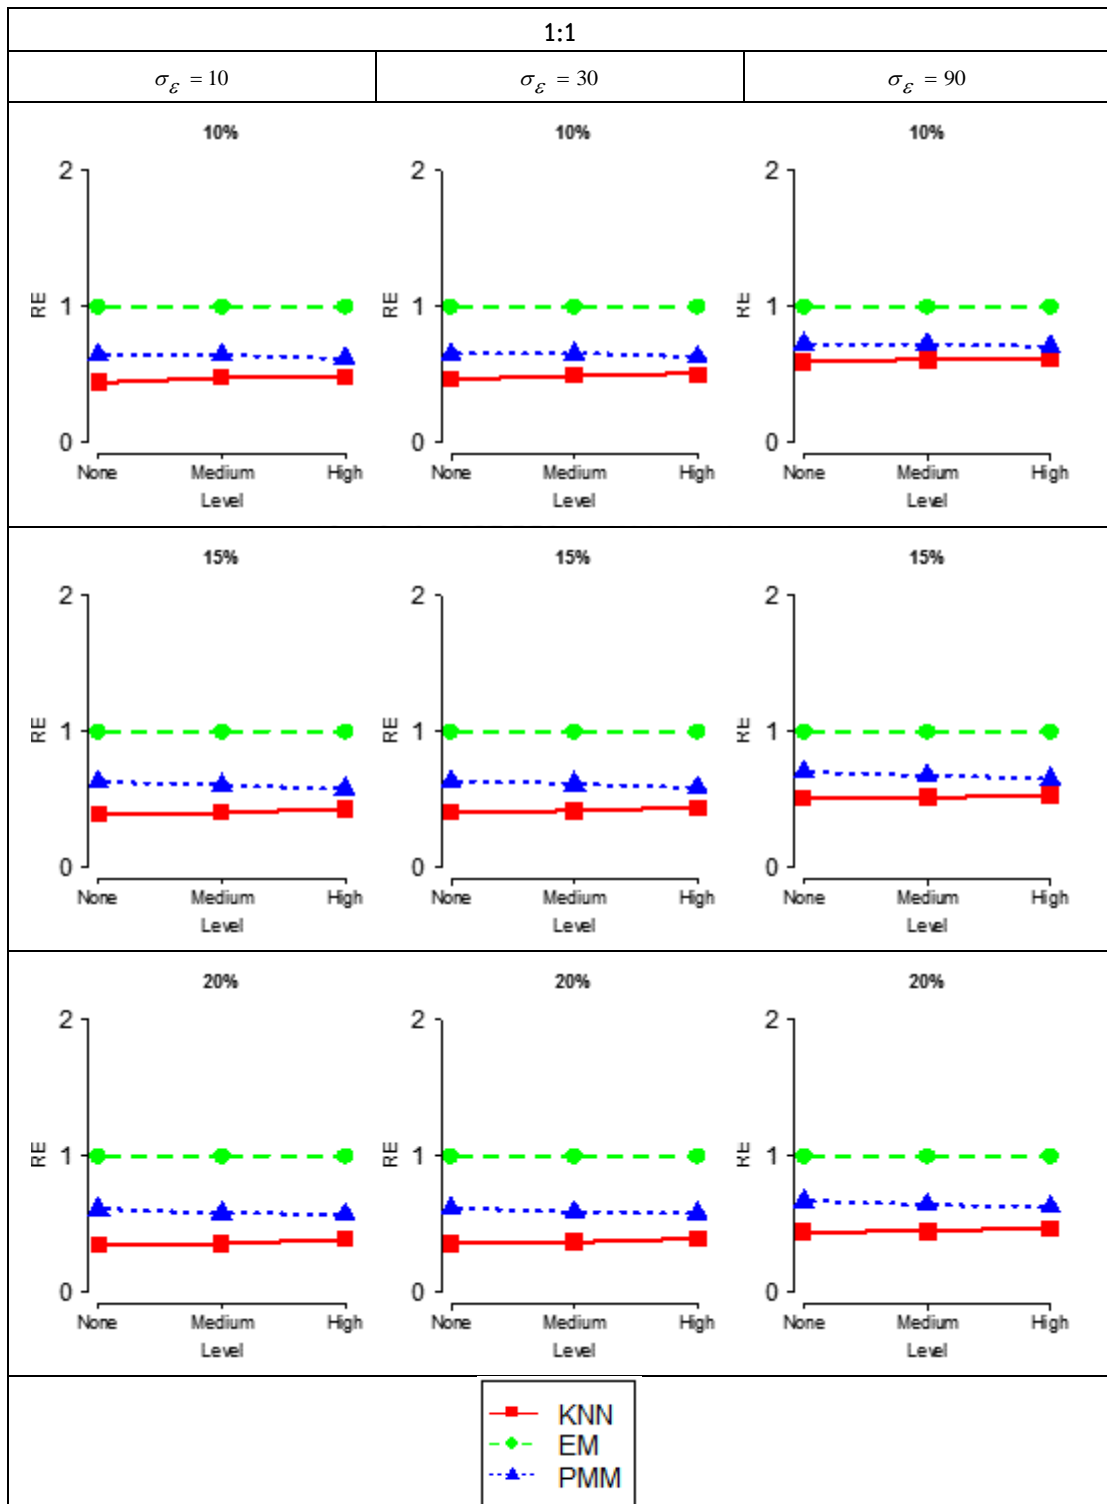 1:1
σε = 10
σε = 30
σε = 90
10%
2
1
0
RE
None Medium High
Level
10%
2
1
0
RE
None Medium High
Level
10%
2
1
0
RE
None Medium High
Level
15%
2
1
0
RE
None Medium High
Level
15%
2
1
0
RE
None Medium High
Level
15%
2
1
0
RE
None Medium High
Level
20%
2
1
0
RE
None Medium High
Level
20%
2
1
0
RE
None Medium High
Level
20%
2
1
0
RE
None Medium High
Level
KNN
EM
PMM